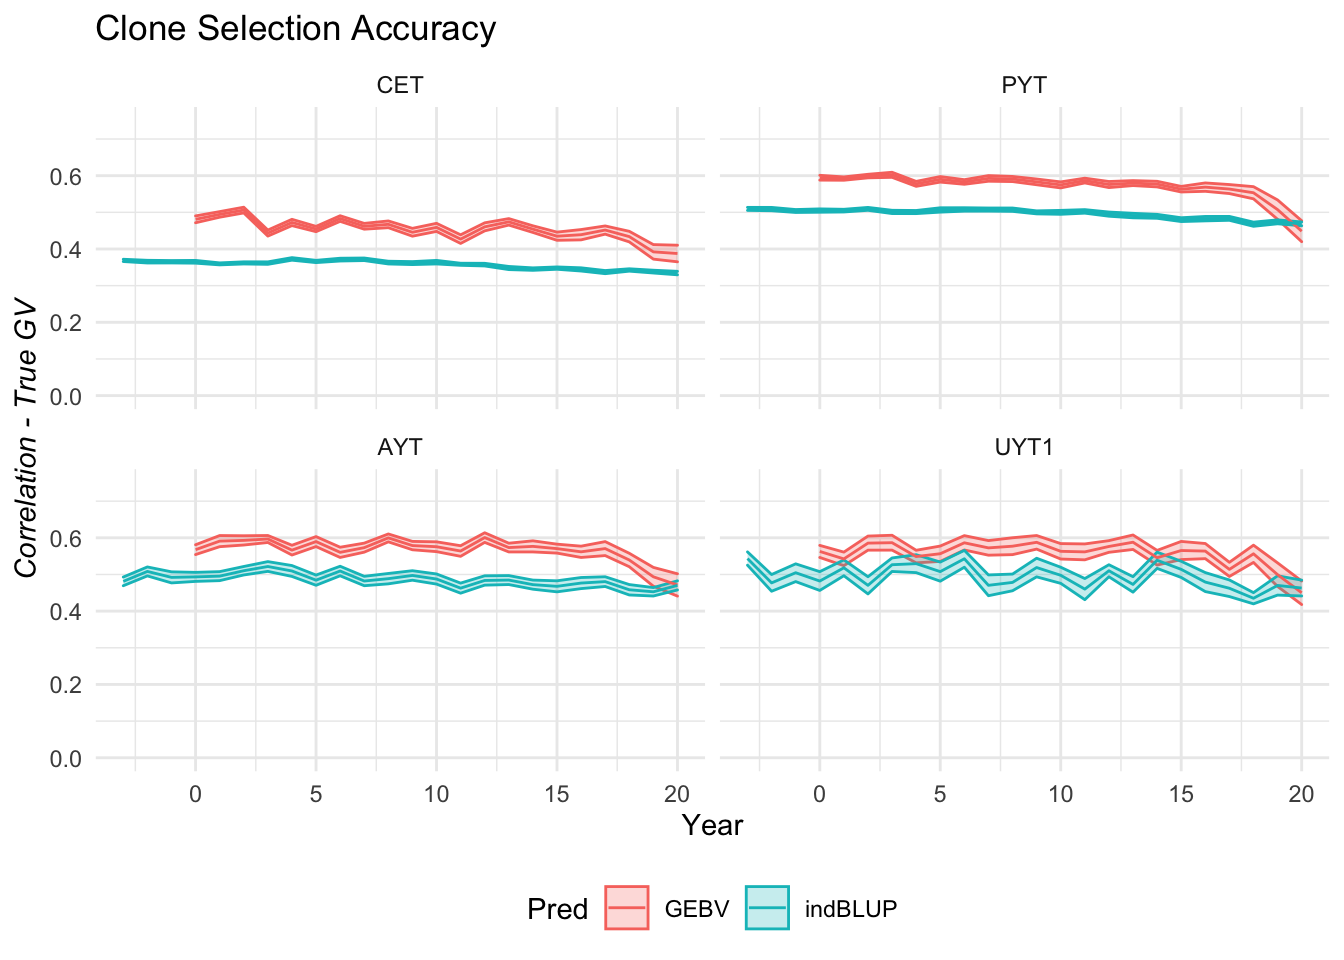 Clone Selection Accuracy
CET
PYT
0.6
0.4
0.2
0.0
AYT
UYT1
0.6
0.4
0.2
0.0
Correlation - True GV
0 5 10 15 20 0 5 10 15 20
Year
Pred GEBV indBLUP